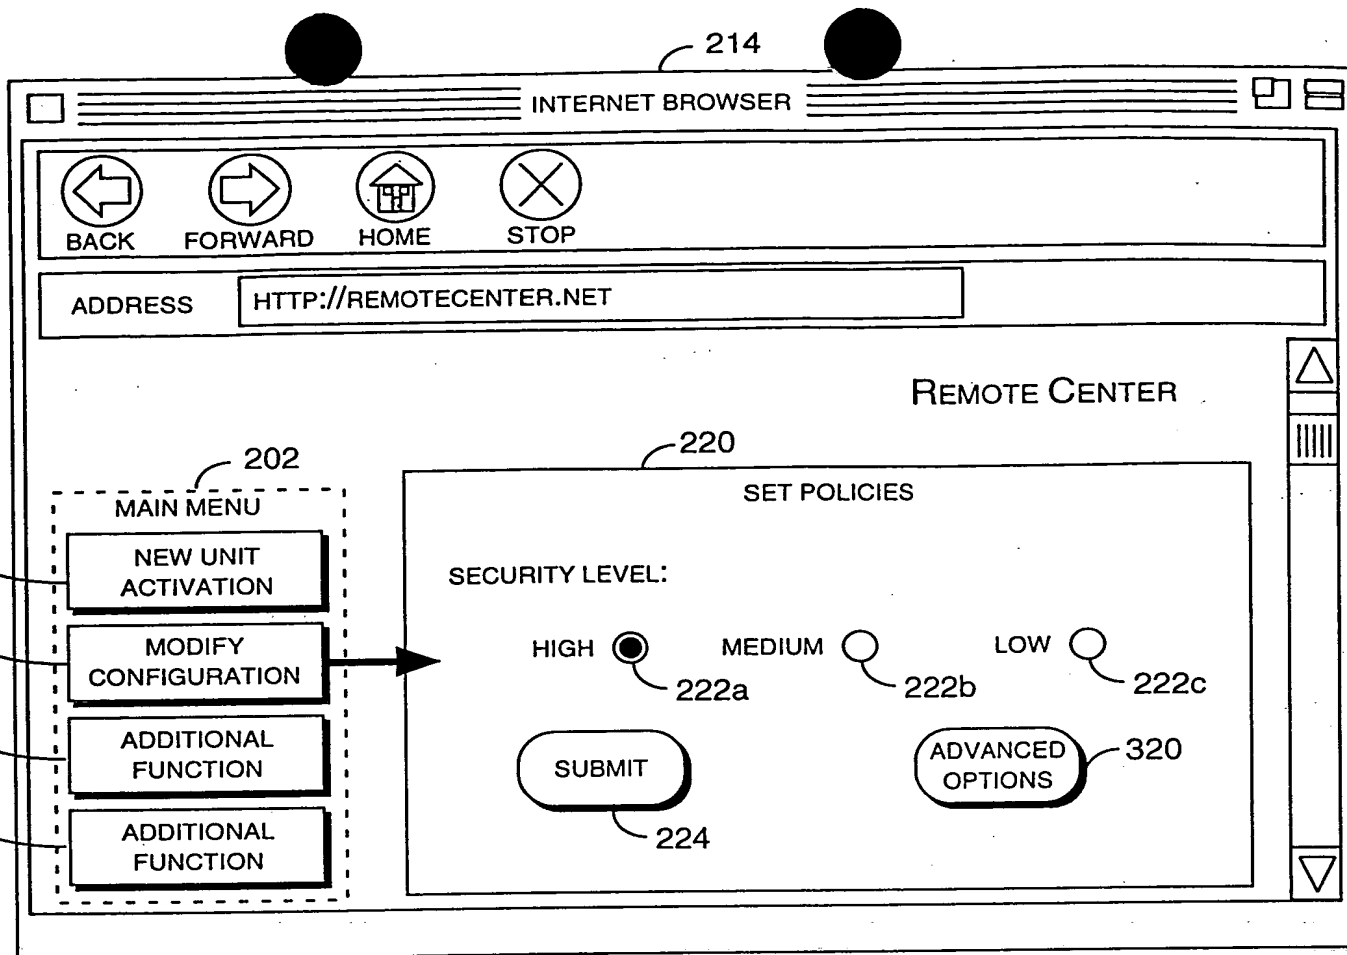 214
INTERNET BROWSER
BACK FORWARD HOME STOP
ADDRESS HTTP://REMOTECENTER.NET
REMOTE CENTER
202
220
MAIN MENU
NEW UNIT
ACTIVATION
MODIFY
CONFIGURATION
ADDITIONAL
FUNCTION
ADDITIONAL
FUNCTION
SET POLICIES
SECURITY LEVEL:
HIGH MEDIUM LOW
222a 222b 222c
SUBMIT
224
ADVANCED
OPTIONS
320